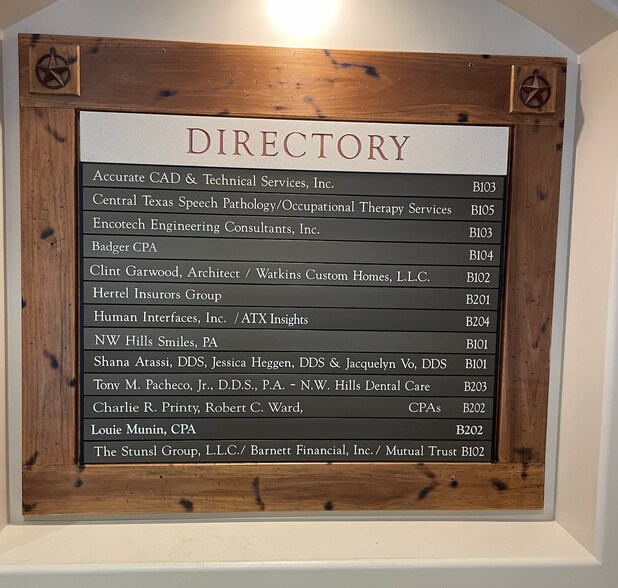 DIRECTORY
Accurate CAD & Technical Services, Inc. B103
Central Texas Speech Pathology/Occupational Therapy Services B105
Encotech Engineering Consultants, Inc. B103
Badger CPA B104
Clint Garwood, Architect / Watkins Custom Homes, L.L.C. B102
Hertel Insurors Group B201
Human Interfaces, Inc. / ATX Insights B204
NW Hills Smiles, PA B101
Shana Atassi, DDS, Jessica Heggen, DDS & Jacquelyn Vo, DDS B101
Tony M. Pacheco, Jr., D.D.S., P.A. - N.W. Hills Dental Care B203
Charlie R. Printy, Robert C. Ward, CPAs B202
Louie Munin, CPA B202
The Stunsl Group, L.L.C./ Barnett Financial, Inc./ Mutual Trust B102